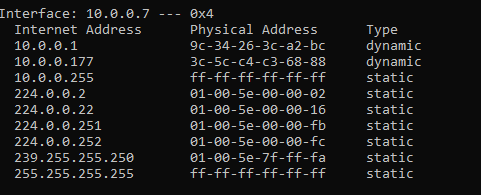 Interface: 10.0.0.7 --- 0x4
Internet Address Physical Address Type
10.0.0.1 9c-34-26-3c-a2-bc dynamic
10.0.0.177 3c-5c-c4-c3-68-88 dynamic
10.0.0.255 ff-ff-ff-ff-ff-ff static
224.0.0.2 01-00-5e-00-00-02 static
224.0.0.22 01-00-5e-00-00-16 static
224.0.0.251 01-00-5e-00-00-fb static
224.0.0.252 01-00-5e-00-00-fc static
239.255.255.250 01-00-5e-7f-ff-fa static
255.255.255.255 ff-ff-ff-ff-ff-ff static